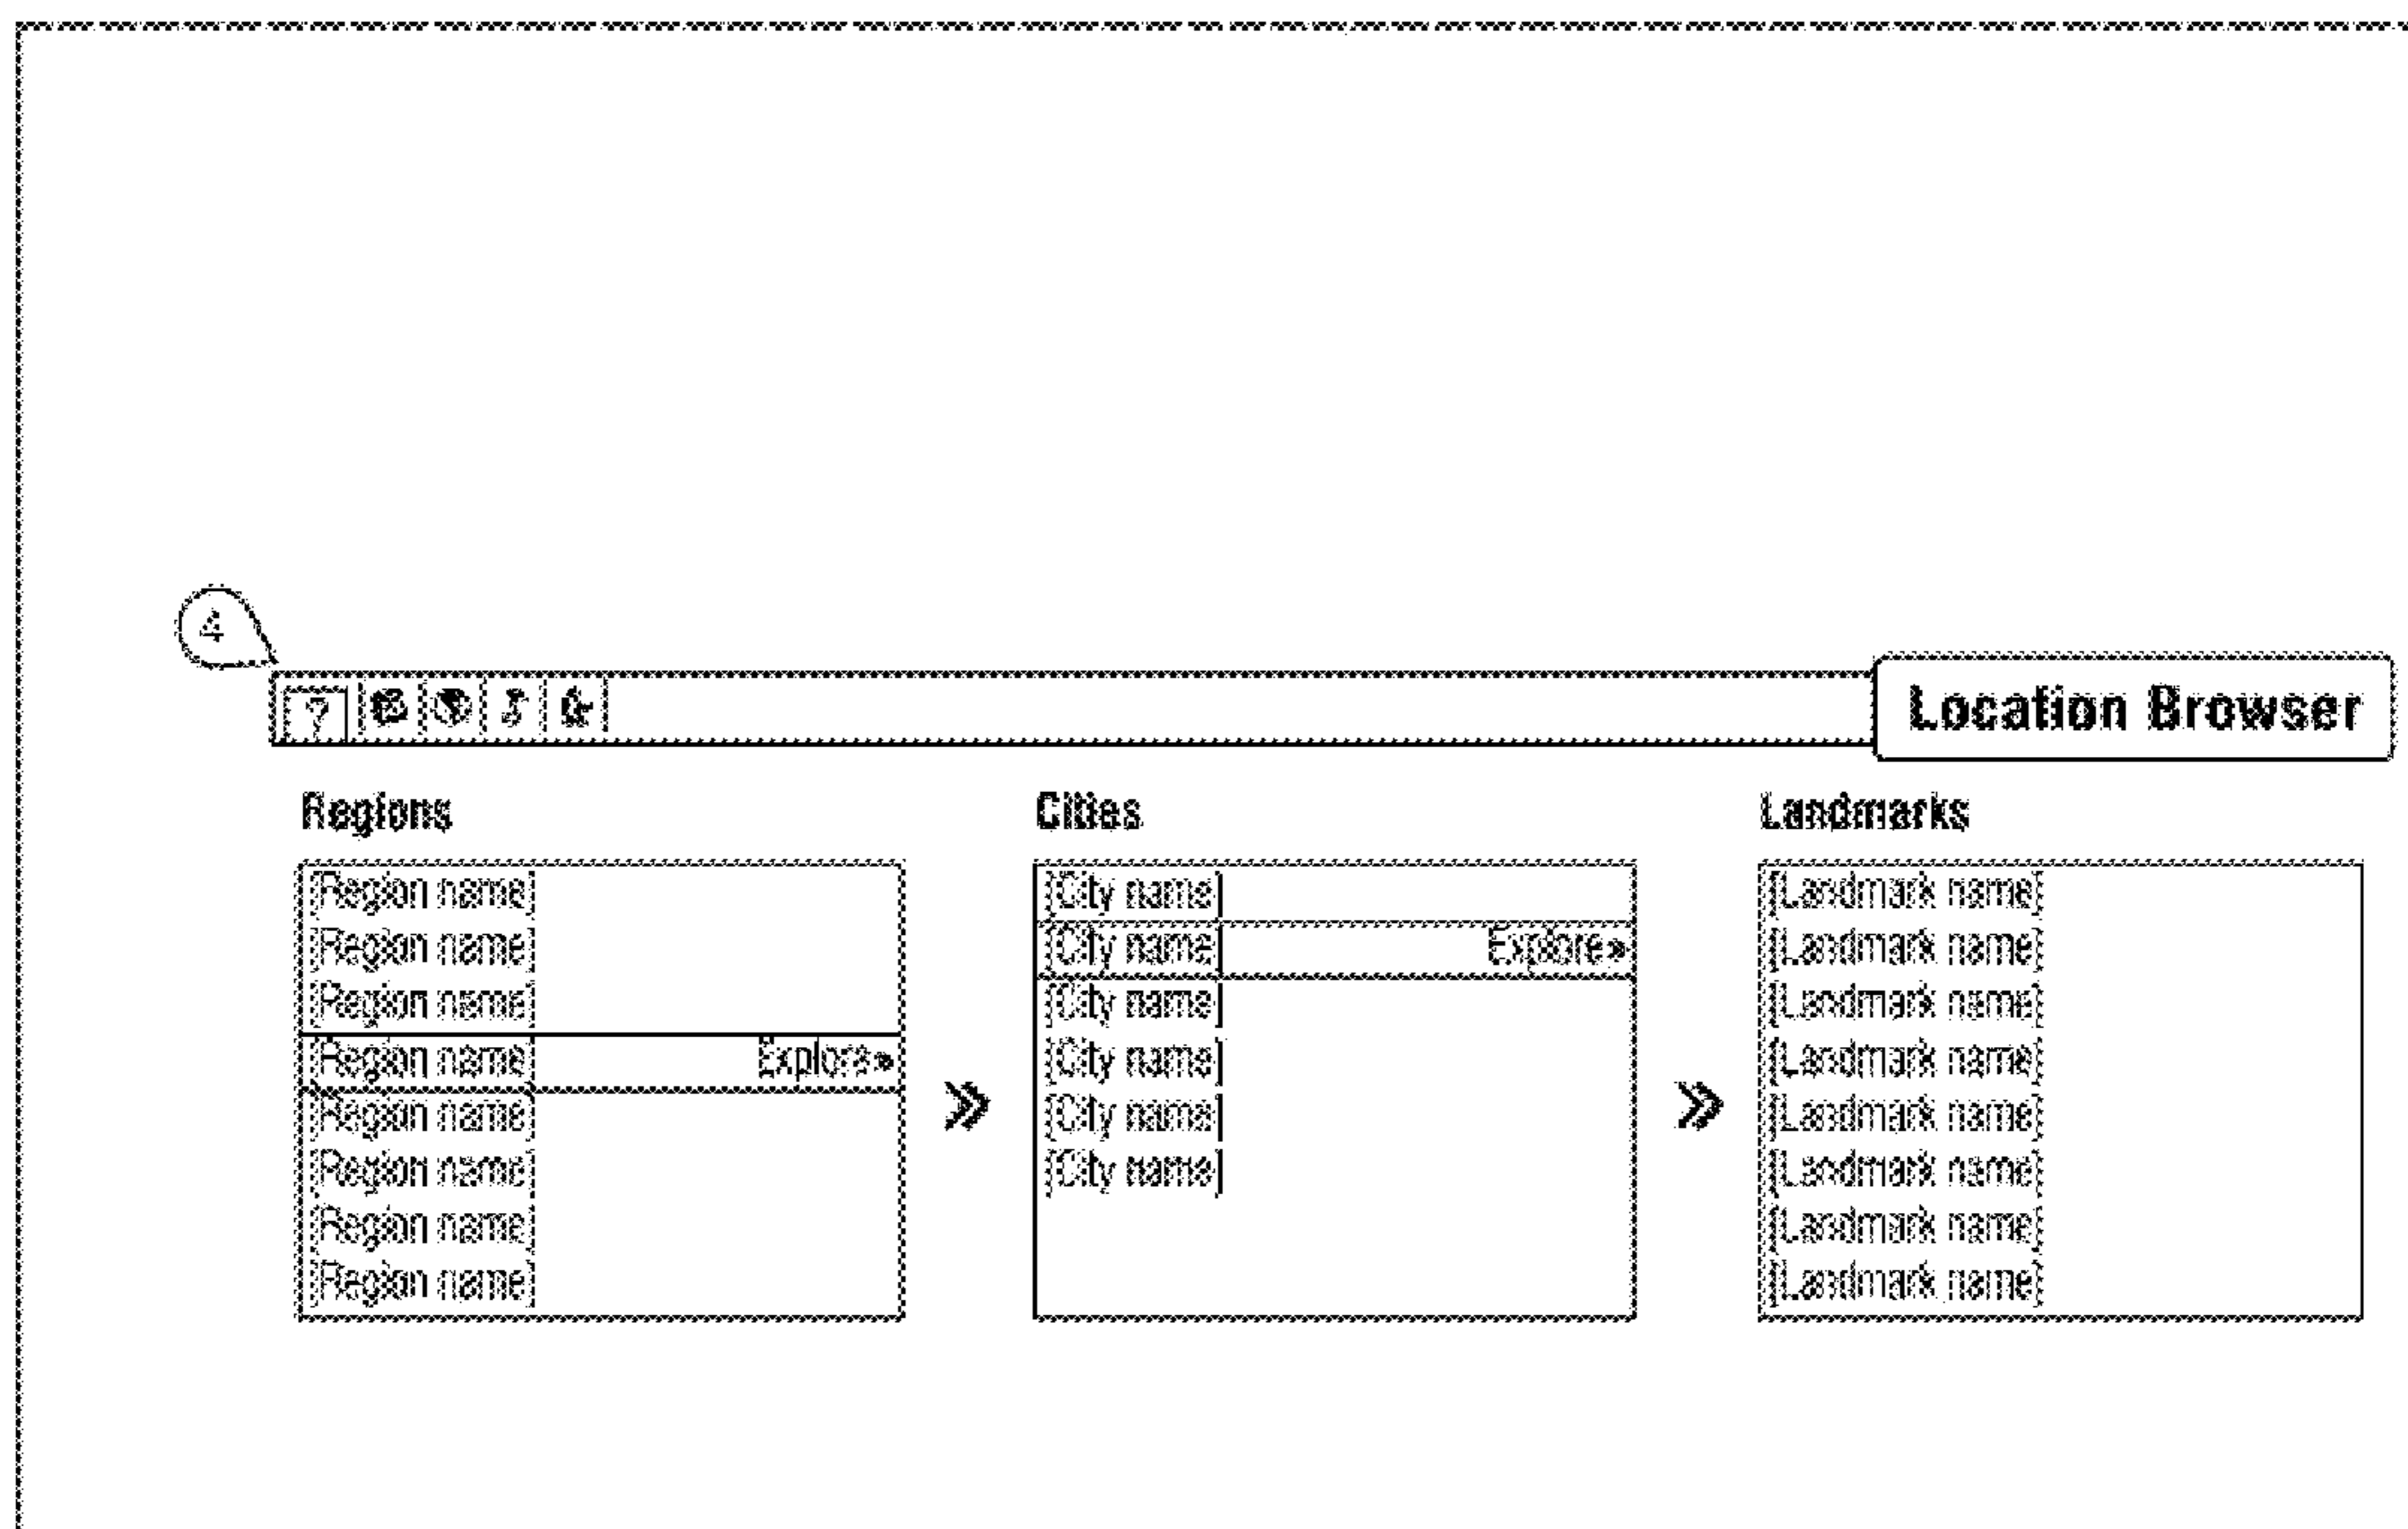 4
? Location Browser
Regions Cities Landmarks
[Region name] [City name] [Landmark name]
[Region name] [City name] Explore» [Landmark name]
[Region name] [City name] [Landmark name]
[Region name] Explore» [City name] [Landmark name]
[Region name] [City name] [Landmark name]
[Region name] [City name] [Landmark name]
[Region name] [Landmark name]
[Region name] [Landmark name]